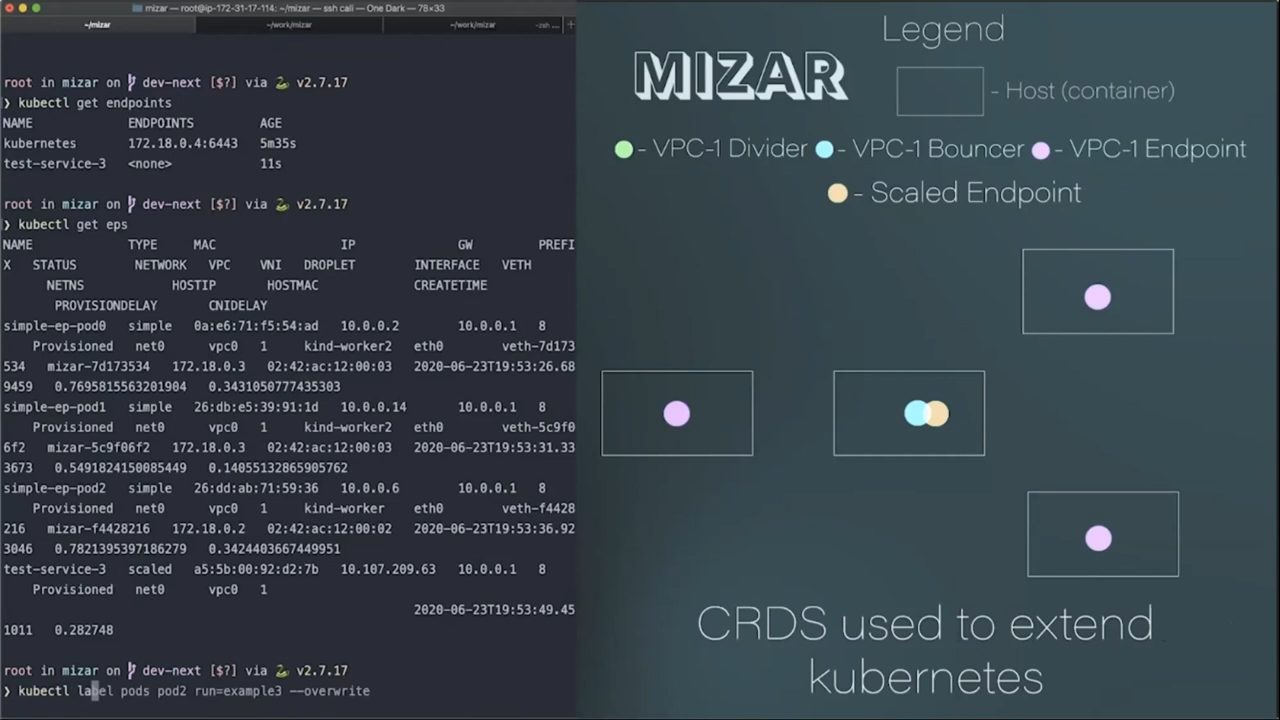 mizar — root@ip-172-31-17-114: ~/mizar — ssh call — One Dark — 78×33
~/mizar ~/work/mizar ~/work/mizar -zsh ... +
root in mizar on dev-next [$?] via v2.7.17
❯ kubectl get endpoints
NAME ENDPOINTS AGE
kubernetes 172.18.0.4:6443 5m35s
test-service-3 <none> 11s
root in mizar on dev-next [$?] via v2.7.17
❯ kubectl get eps
NAME TYPE MAC IP GW PREFI
X STATUS NETWORK VPC VNI DROPLET INTERFACE VETH
NETNS HOSTIP HOSTMAC CREATETIME
PROVISIONDELAY CNIDELAY
simple-ep-pod0 simple 0a:e6:71:f5:54:ad 10.0.0.2 10.0.0.1 8
Provisioned net0 vpc0 1 kind-worker2 eth0 veth-7d173
534 mizar-7d173534 172.18.0.3 02:42:ac:12:00:03 2020-06-23T19:53:26.68
9459 0.7695815563201904 0.3431050777435303
simple-ep-pod1 simple 26:db:e5:39:91:1d 10.0.0.14 10.0.0.1 8
Provisioned net0 vpc0 1 kind-worker2 eth0 veth-5c9f0
6f2 mizar-5c9f06f2 172.18.0.3 02:42:ac:12:00:03 2020-06-23T19:53:31.33
3673 0.5491824150085449 0.14055132865905762
simple-ep-pod2 simple 26:dd:ab:71:59:36 10.0.0.6 10.0.0.1 8
Provisioned net0 vpc0 1 kind-worker eth0 veth-f4428
216 mizar-f4428216 172.18.0.2 02:42:ac:12:00:02 2020-06-23T19:53:36.92
3046 0.7821395397186279 0.3424403667449951
test-service-3 scaled a5:5b:00:92:d2:7b 10.107.209.63 10.0.0.1 8
Provisioned net0 vpc0 1
2020-06-23T19:53:49.45
1011 0.282748
root in mizar on dev-next [$?] via v2.7.17
❯ kubectl label pods pod2 run=example3 --overwrite
MIZAR
Legend
- Host (container)
- VPC-1 Divider - VPC-1 Bouncer - VPC-1 Endpoint
- Scaled Endpoint
CRDS used to extend
kubernetes